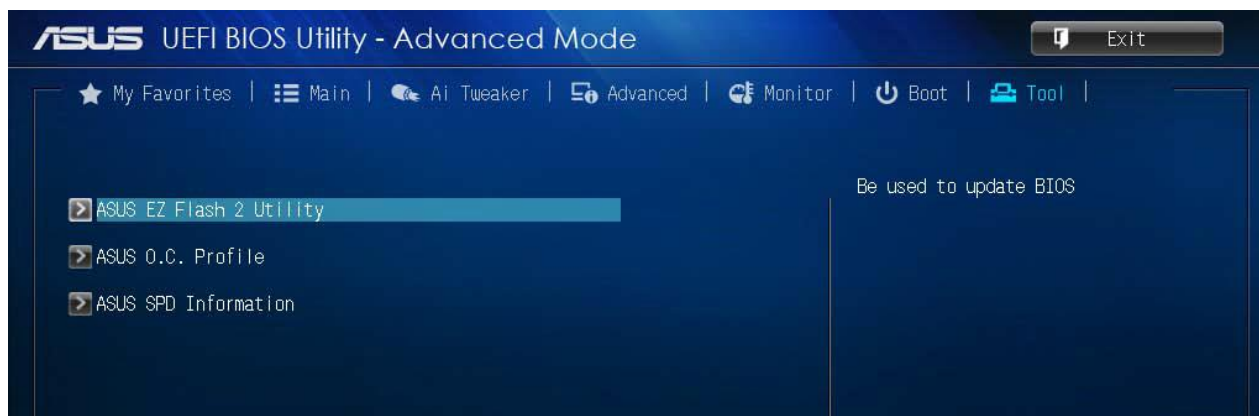 ASUS UEFI BIOS Utility - Advanced Mode
Exit
My Favorites | Main | Ai Tweaker | Advanced | Monitor | Boot | Tool |
Be used to update BIOS
ASUS EZ Flash 2 Utility
ASUS O.C. Profile
ASUS SPD Information